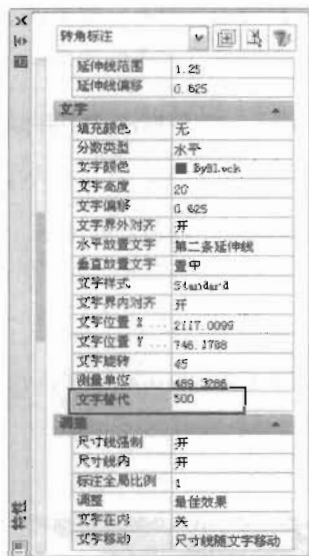 转角标注
延伸线范围 1.25
延伸线偏移 0.625
文字
填充颜色 无
分数类型 水平
文字颜色 ByBlock
文字高度 20
文字偏移 0.625
文字界外对齐 开
水平放置文字 第二条延伸线
垂直放置文字 置中
文字样式 Standard
文字界内对齐 开
文字位置 X ... 2117.0099
文字位置 Y ... 746.1788
文字旋转 45
测量单位 489.3286
文字替代 500
调整
尺寸线强制 开
尺寸线内 开
标注全局比例 1
调整 最佳效果
文字在内 关
文字移动 尺寸线随文字移动
特性